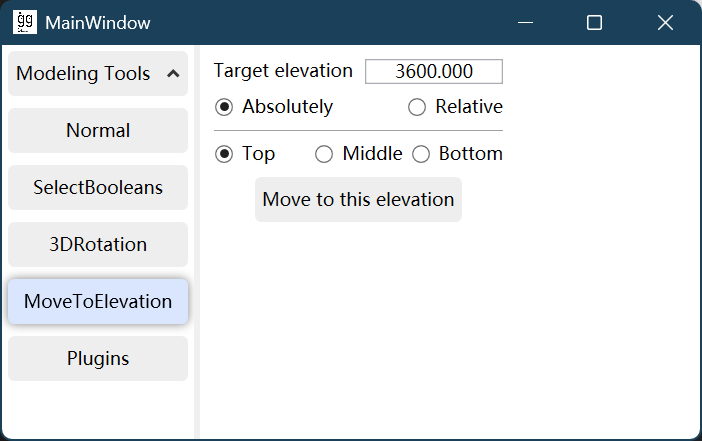 gg MainWindow
Modeling Tools
Normal
SelectBooleans
3DRotation
MoveToElevation
Plugins
Target elevation 3600.000
Absolutely Relative
Top Middle Bottom
Move to this elevation